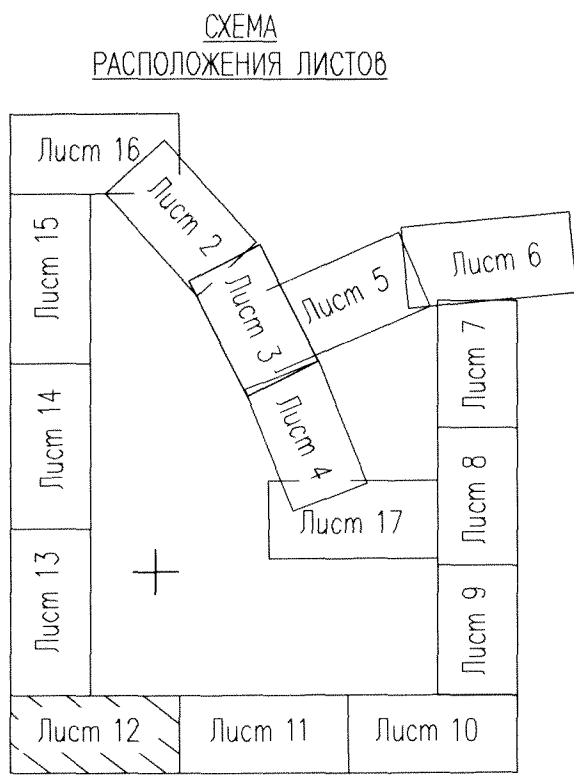 СХЕМА
РАСПОЛОЖЕНИЯ ЛИСТОВ
Лист 16
Лист 2
Лист 15
Лист 5
Лист 6
Лист 3
Лист 7
Лист 14
Лист 4
Лист 8
Лист 17
Лист 13
Лист 9
Лист 12
Лист 11
Лист 10